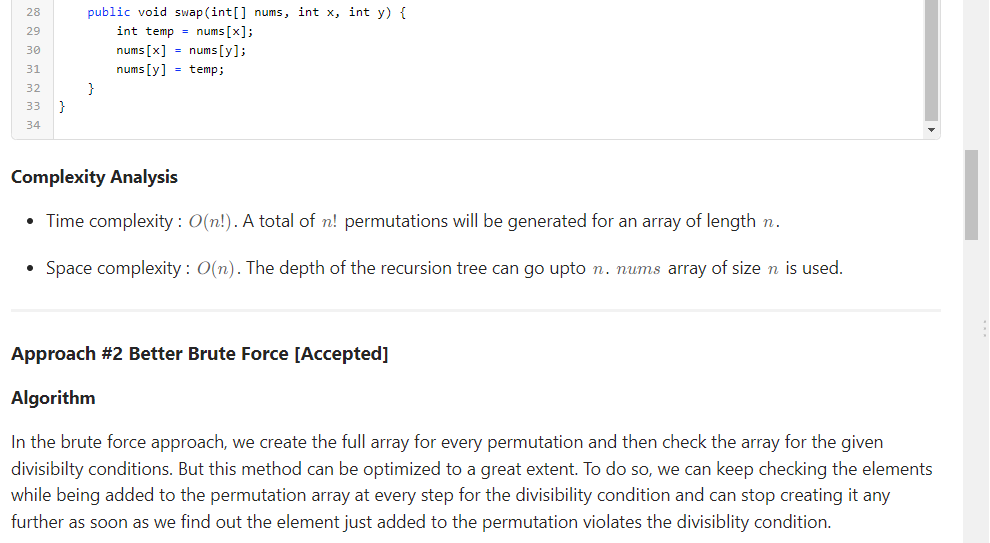 28 public void swap(int[] nums, int x, int y) {
29 int temp = nums[x];
30 nums[x] = nums[y];
31 nums[y] = temp;
32 }
33 }
34
Complexity Analysis
• Time complexity : O(n!). A total of n! permutations will be generated for an array of length n.
• Space complexity : O(n). The depth of the recursion tree can go upto n. nums array of size n is used.
Approach #2 Better Brute Force [Accepted]
Algorithm
In the brute force approach, we create the full array for every permutation and then check the array for the given
divisibilty conditions. But this method can be optimized to a great extent. To do so, we can keep checking the elements
while being added to the permutation array at every step for the divisibility condition and can stop creating it any
further as soon as we find out the element just added to the permutation violates the divisiblity condition.